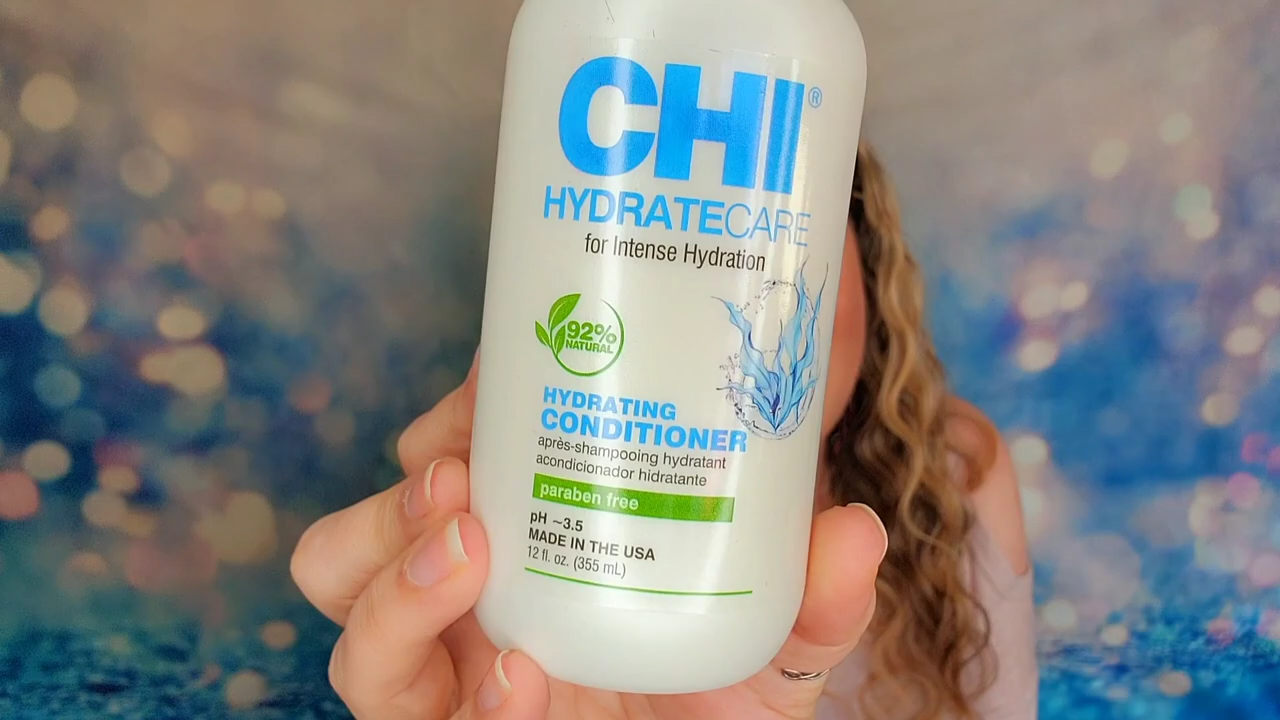 CHI®
HYDRATECARE
for Intense Hydration
92%
NATURAL
HYDRATING
CONDITIONER
après-shampooing hydratant
acondicionador hidratante
paraben free
pH ~3.5
MADE IN THE USA
12 fl. oz. (355 mL)